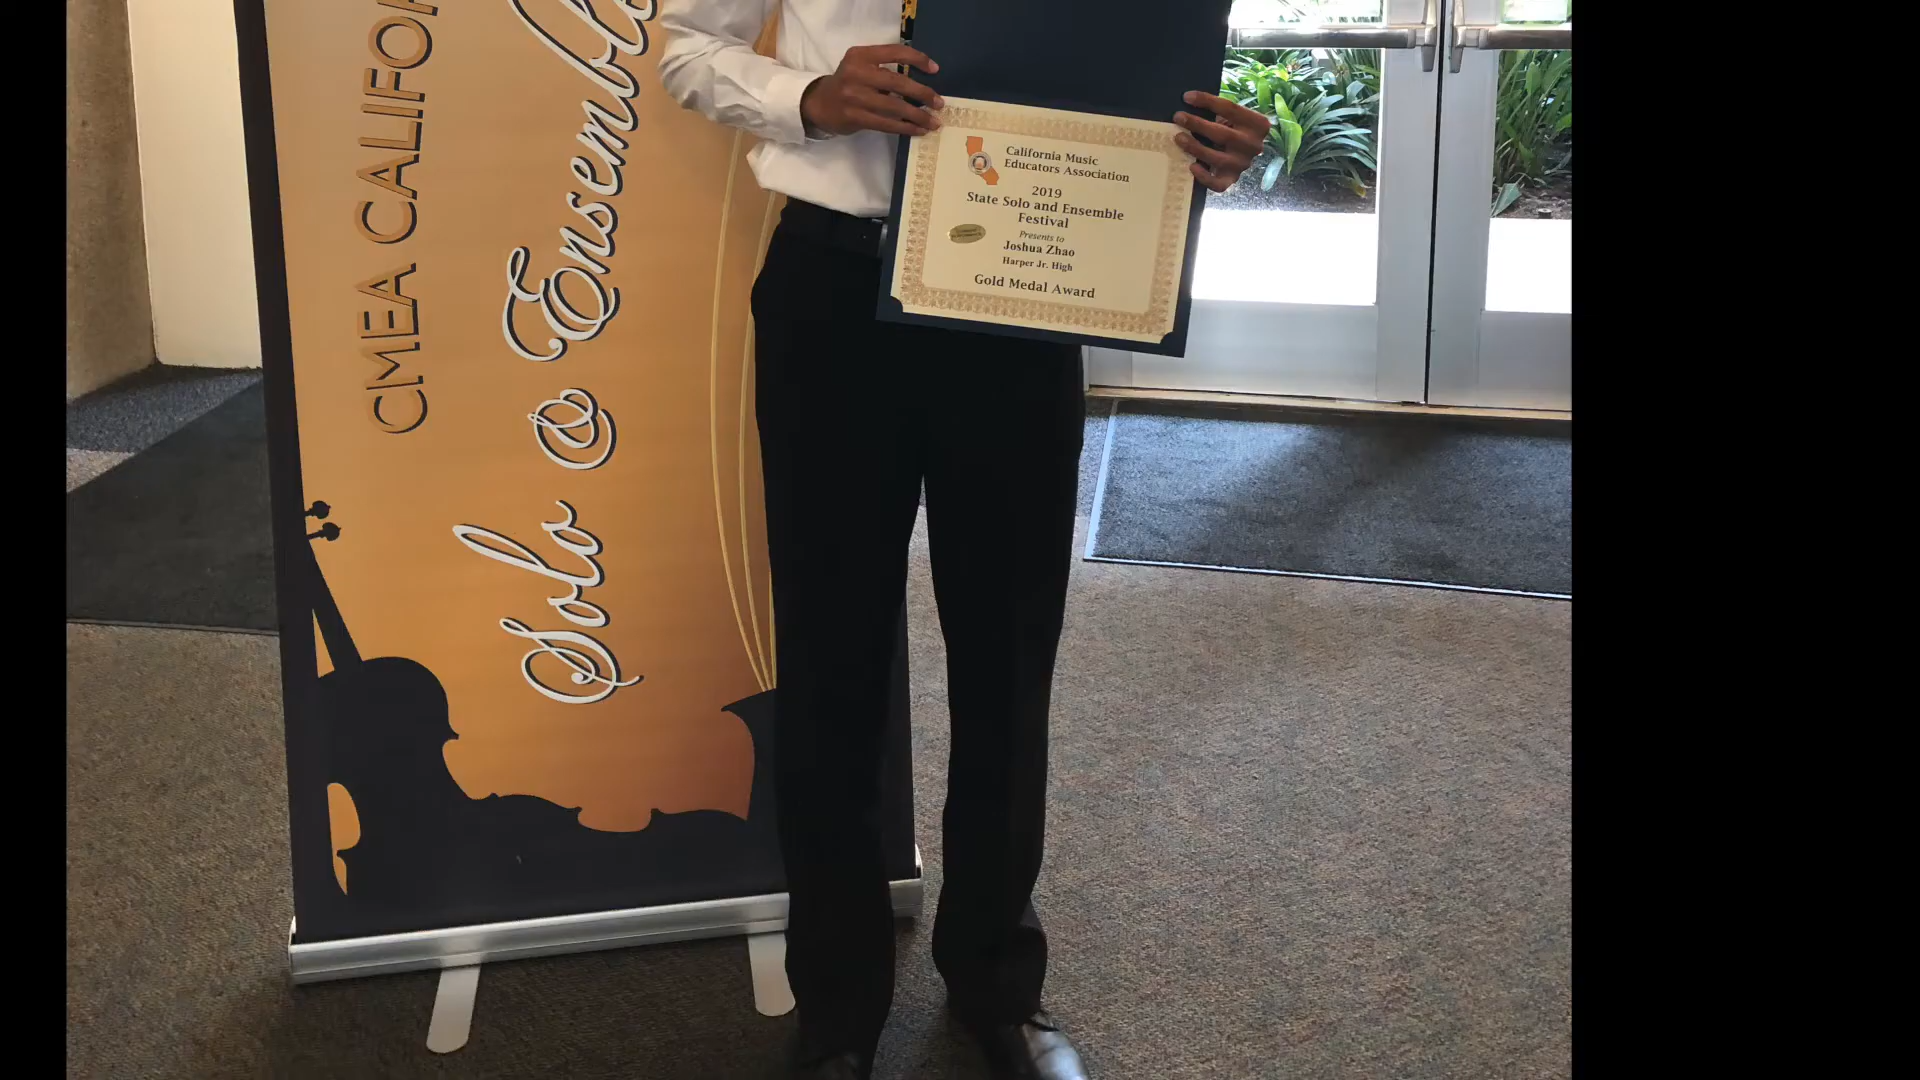 CMEA CALIFOR
Solo & Ensemble
California Music
Educators Association
2019
State Solo and Ensemble
Festival
Presents to
Joshua Zhao
Harper Jr. High
Gold Medal Award